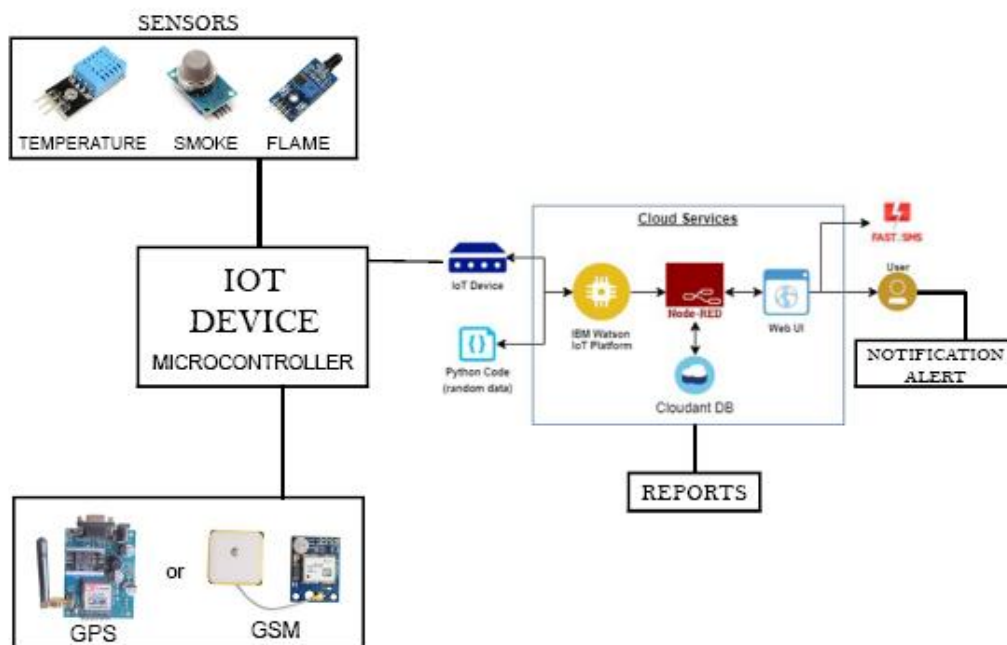 SENSORS
TEMPERATURE
SMOKE
FLAME
IOT
DEVICE
MICROCONTROLLER
IoT Device
Python Code
(random data)
Cloud Services
IBM Watson
IoT Platform
Node-RED
Cloudant DB
Web UI
FAST2SMS
User
NOTIFICATION
ALERT
REPORTS
or
GPS
GSM